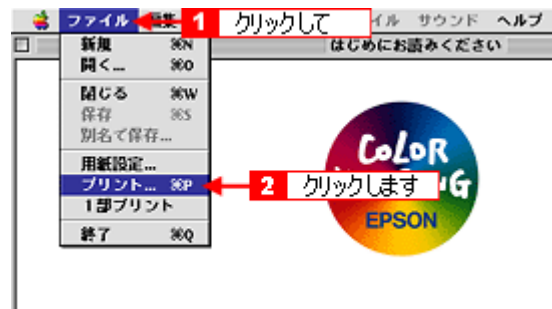 ファイル 編集 1 クリックして イル サウンド ヘルプ
はじめにお読みください
新規 ⌘N
開く... ⌘O
閉じる ⌘W
保存 ⌘S
別名で保存...
用紙設定...
プリント... ⌘P 2 クリックします
1部プリント
終了 ⌘Q
COLOR
G
EPSON